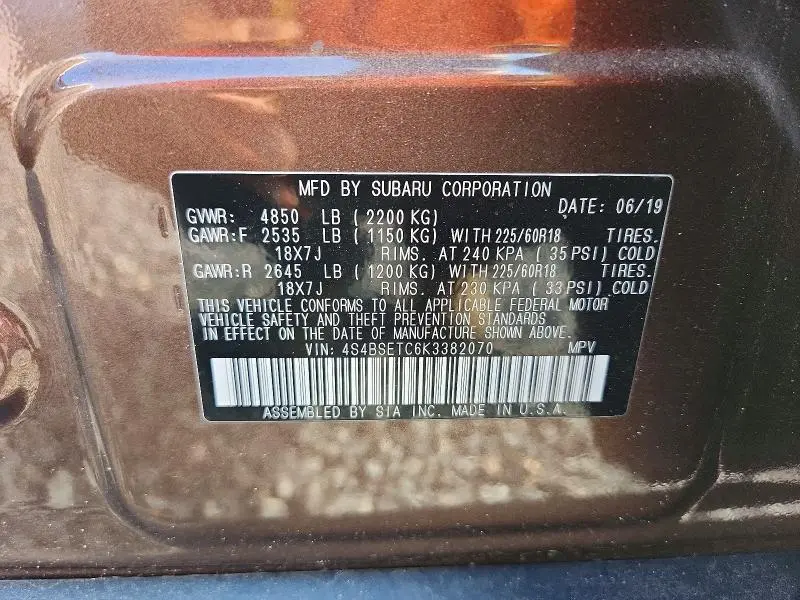 MFD BY SUBARU CORPORATION
DATE: 06/19
GVWR: 4850 LB (2200 KG)
GAWR:F 2535 LB (1150 KG) WITH 225/60R18 TIRES.
18X7J RIMS. AT 240 KPA (35 PSI) COLD
GAWR:R 2645 LB (1200 KG) WITH 225/60R18 TIRES.
18X7J RIMS. AT 230 KPA (33 PSI) COLD
THIS VEHICLE CONFORMS TO ALL APPLICABLE FEDERAL MOTOR
VEHICLE SAFETY AND THEFT PREVENTION STANDARDS
IN EFFECT ON THE DATE OF MANUFACTURE SHOWN ABOVE.
VIN: 4S4BSETC6K3382070 MPV
ASSEMBLED BY SIA INC. MADE IN U.S.A.